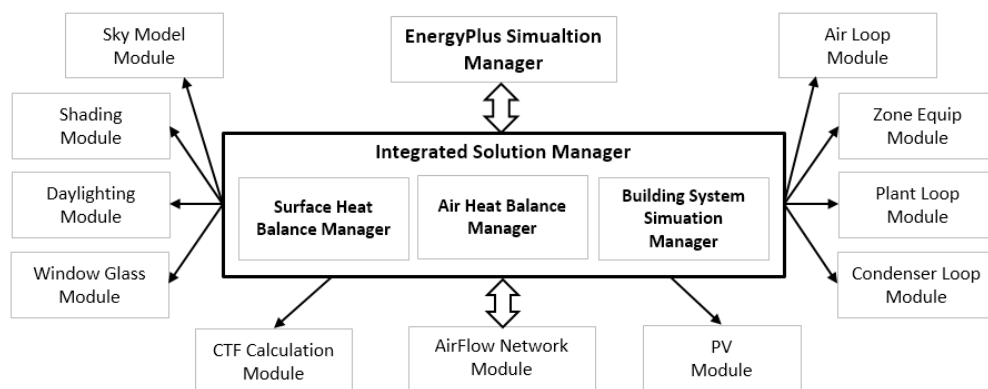 Sky Model
Module
EnergyPlus Simualtion
Manager
Air Loop
Module
Shading
Module
Zone Equip
Module
Integrated Solution Manager
Daylighting
Module
Surface Heat
Balance Manager
Air Heat Balance
Manager
Building System
Simuation
Manager
Plant Loop
Module
Window Glass
Module
Condenser Loop
Module
CTF Calculation
Module
AirFlow Network
Module
PV
Module